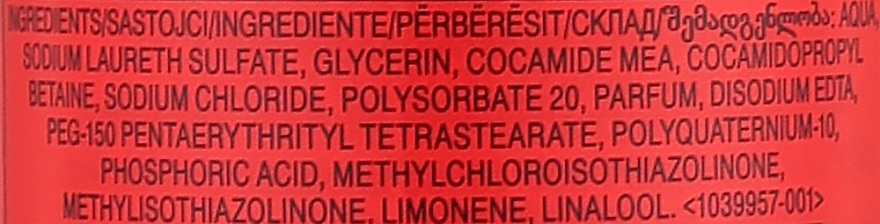 INGREDIENTS/SASTOJCI/INGREDIENTE/PËRBËRËSIT/СКЛАД/შემადგენლობა: AQUA,
SODIUM LAURETH SULFATE, GLYCERIN, COCAMIDE MEA, COCAMIDOPROPYL
BETAINE, SODIUM CHLORIDE, POLYSORBATE 20, PARFUM, DISODIUM EDTA,
PEG-150 PENTAERYTHRITYL TETRASTEARATE, POLYQUATERNIUM-10,
PHOSPHORIC ACID, METHYLCHLOROISOTHIAZOLINONE,
METHYLISOTHIAZOLINONE, LIMONENE, LINALOOL. <1039957-001>